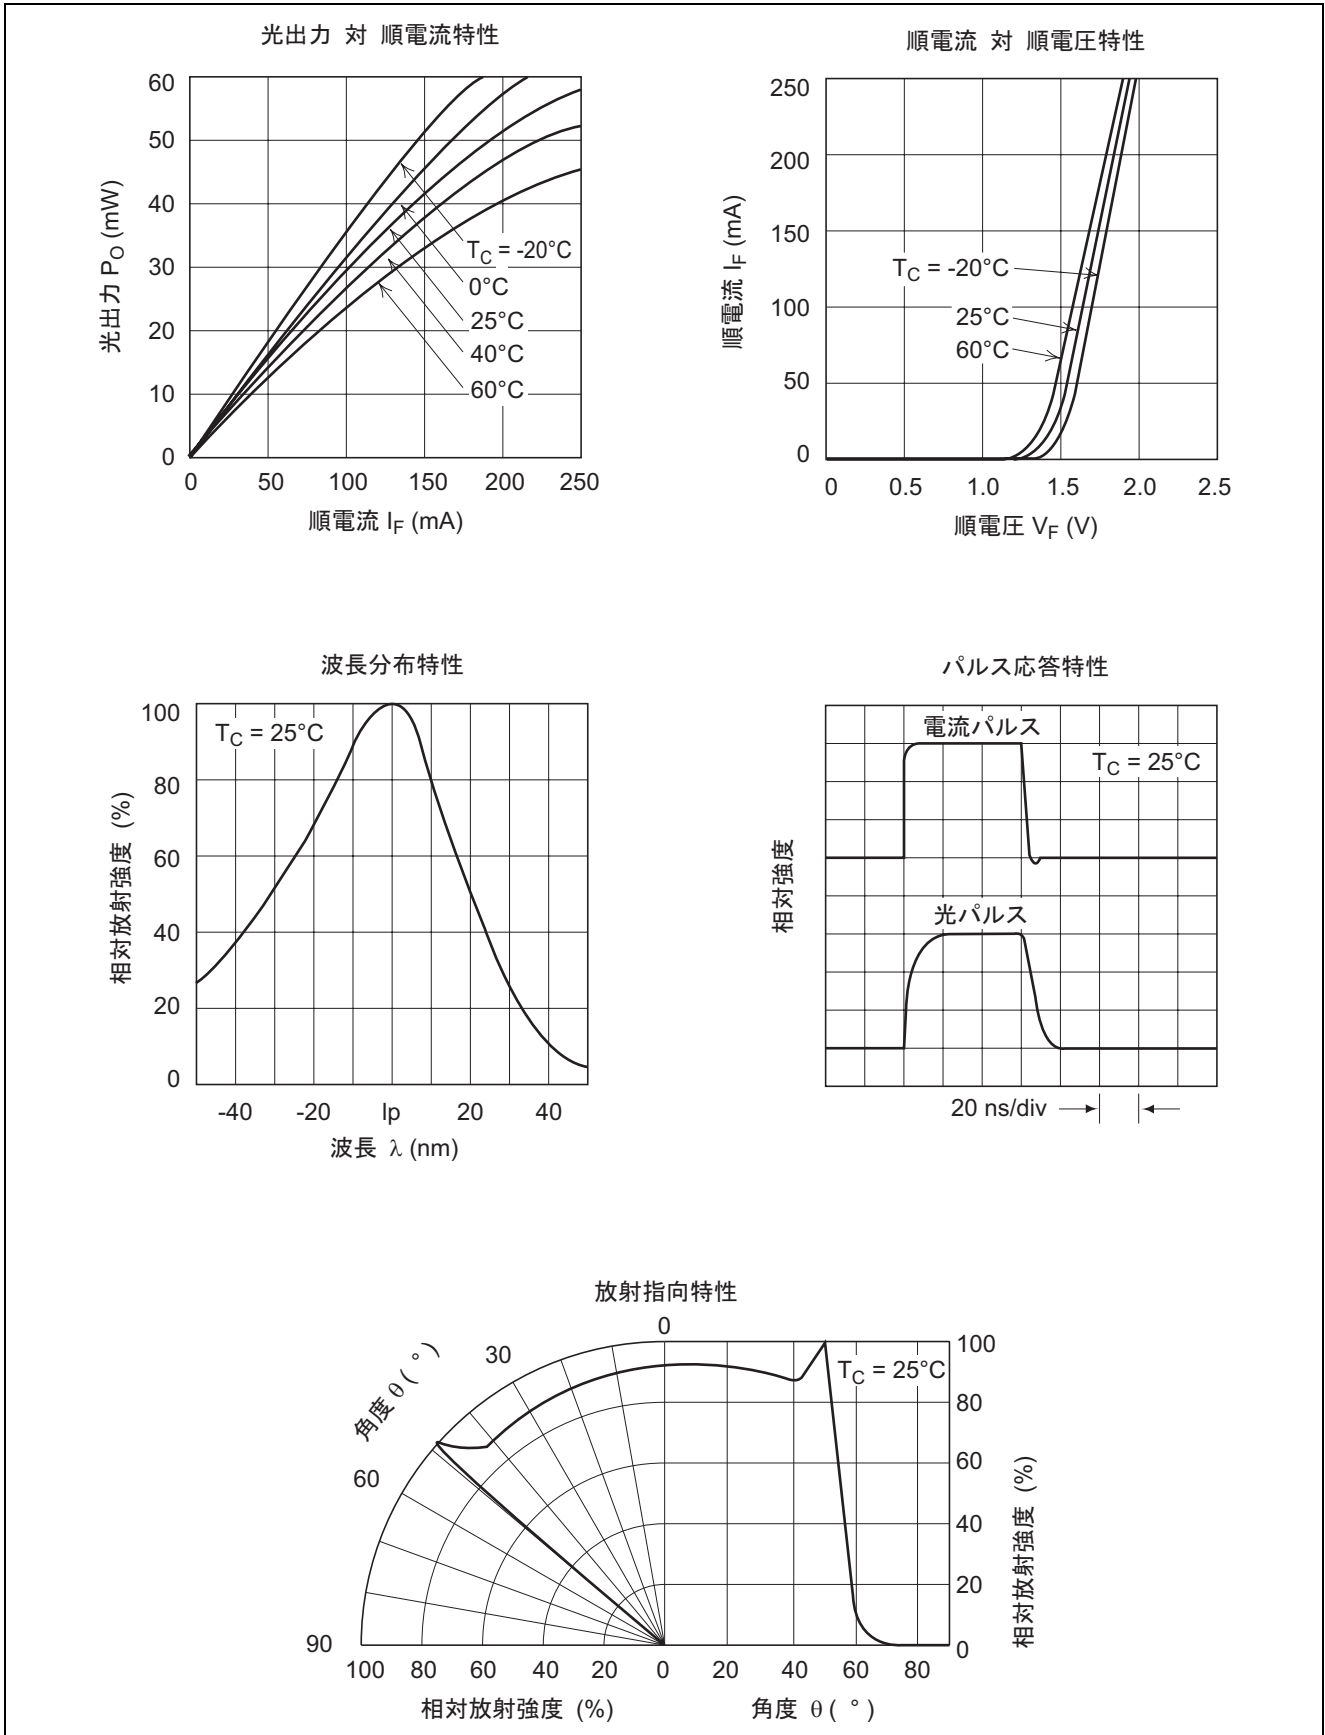 光出力 対 順電流特性
60
50
40
30
20
10
0
光出力 PO (mW)
TC = -20°C
0°C
25°C
40°C
60°C
0 50 100 150 200 250
順電流 IF (mA)
順電流 対 順電圧特性
250
200
150
100
50
0
順電流 IF (mA)
TC = -20°C
25°C
60°C
0 0.5 1.0 1.5 2.0 2.5
順電圧 VF (V)
波長分布特性
100
80
60
40
20
0
相対放射強度 (%)
TC = 25°C
-40 -20 lp 20 40
波長 λ (nm)
パルス応答特性
電流パルス
TC = 25°C
相対強度
光パルス
20 ns/div
放射指向特性
0
30
60
90
角度 θ ( ° )
TC = 25°C
100
80
60
40
20
0
相対放射強度 (%)
100 80 60 40 20 0 20 40 60 80
相対放射強度 (%)
角度 θ ( ° )